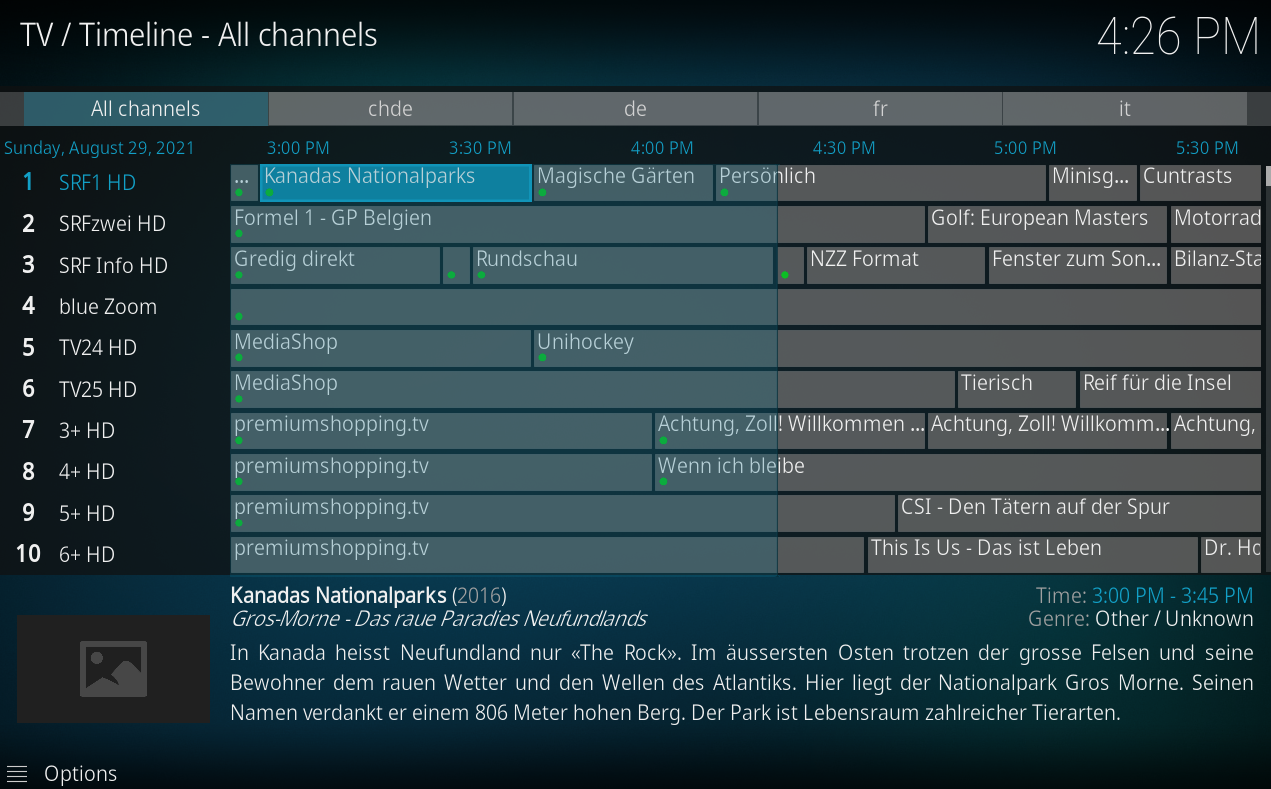 TV / Timeline - All channels
4:26 PM
All channels chde de fr it
Sunday, August 29, 2021 3:00 PM 3:30 PM 4:00 PM 4:30 PM 5:00 PM 5:30 PM
1 SRF1 HD ... Kanadas Nationalparks Magische Gärten Persönlich Minisg... Cuntrasts
2 SRFzwei HD Formel 1 - GP Belgien Golf: European Masters Motorrad
3 SRF Info HD Gredig direkt Rundschau NZZ Format Fenster zum Son... Bilanz-Sta
4 blue Zoom
5 TV24 HD MediaShop Unihockey
6 TV25 HD MediaShop Tierisch Reif für die Insel
7 3+ HD premiumshopping.tv Achtung, Zoll! Willkommen ... Achtung, Zoll! Willkomm... Achtung,
8 4+ HD premiumshopping.tv Wenn ich bleibe
9 5+ HD premiumshopping.tv CSI - Den Tätern auf der Spur
10 6+ HD premiumshopping.tv This Is Us - Das ist Leben Dr. Ho
Kanadas Nationalparks (2016) Time: 3:00 PM - 3:45 PM
Gros-Morne - Das raue Paradies Neufundlands Genre: Other / Unknown
In Kanada heisst Neufundland nur «The Rock». Im äussersten Osten trotzen der grosse Felsen und seine
Bewohner dem rauen Wetter und den Wellen des Atlantiks. Hier liegt der Nationalpark Gros Morne. Seinen
Namen verdankt er einem 806 Meter hohen Berg. Der Park ist Lebensraum zahlreicher Tierarten.
Options